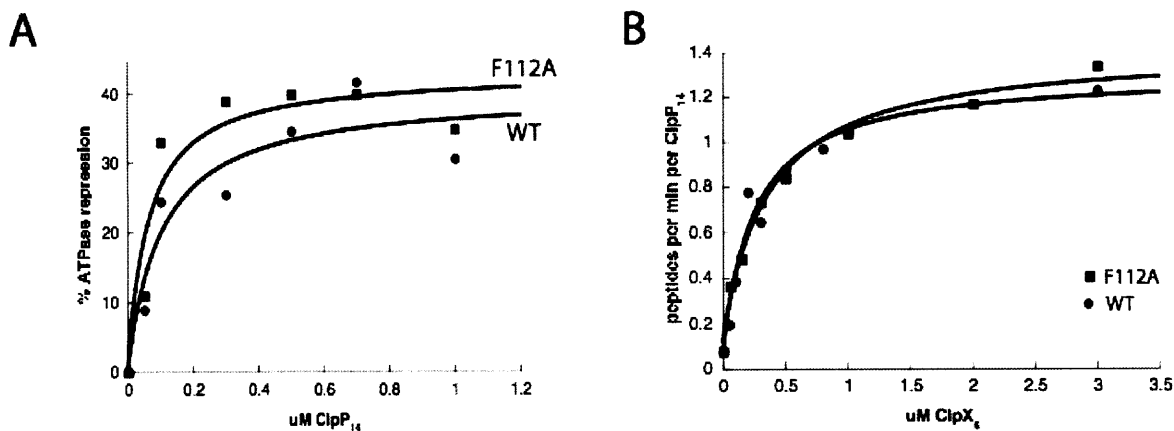 A
% ATPase repression
40
30
20
10
0
0
0.2
0.4
0.6
0.8
1
1.2
uM ClpP₁₄
F112A
WT
B
peptides per min per ClpP₁₄
1.4
1.2
1
0.8
0.6
0.4
0.2
0
0
0.5
1
1.5
2
2.5
3
3.5
uM ClpX₆
F112A
WT